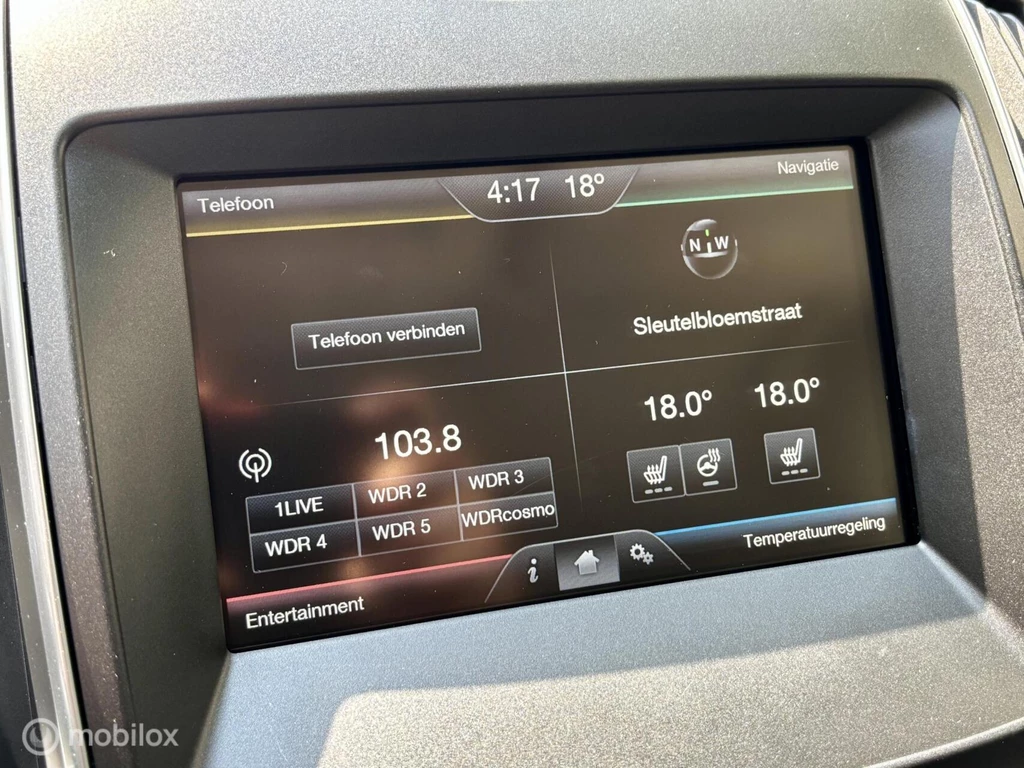 Telefoon
4:17 18°
Navigatie
N W
Telefoon verbinden
Sleutelbloemstraat
103.8
18.0° 18.0°
1LIVE WDR 2 WDR 3
WDR 4 WDR 5 WDRcosmo
i
Entertainment
Temperatuurregeling
mobilox